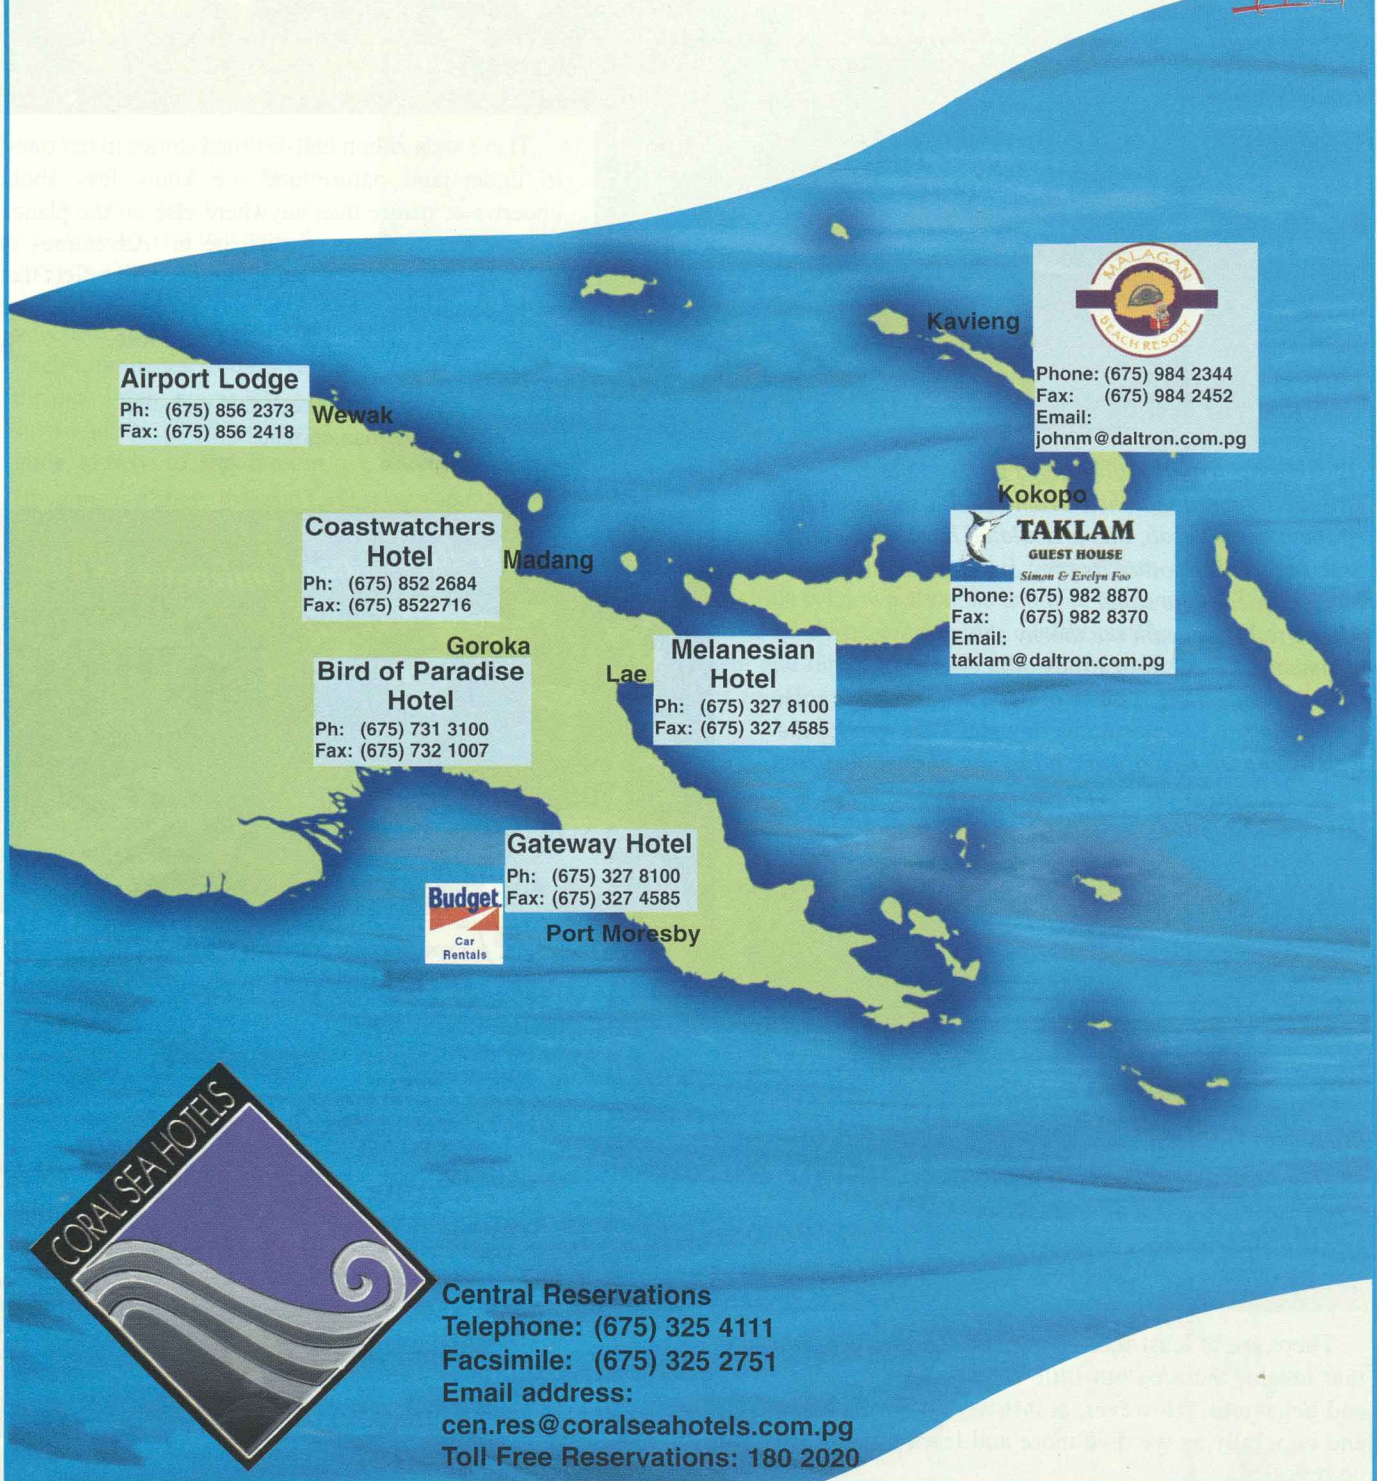 Kavieng
MALAGAN
BEACH RESORT
Phone: (675) 984 2344
Fax: (675) 984 2452
Email:
johnm@daltron.com.pg
Airport Lodge
Ph: (675) 856 2373
Fax: (675) 856 2418
Wewak
Kokopo
TAKLAM
GUEST HOUSE
Simon & Evelyn Foo
Phone: (675) 982 8870
Fax: (675) 982 8370
Email:
taklam@daltron.com.pg
Coastwatchers
Hotel
Ph: (675) 852 2684
Fax: (675) 8522716
Madang
Goroka
Bird of Paradise
Hotel
Ph: (675) 731 3100
Fax: (675) 732 1007
Lae
Melanesian
Hotel
Ph: (675) 327 8100
Fax: (675) 327 4585
Gateway Hotel
Ph: (675) 327 8100
Fax: (675) 327 4585
Budget
Car
Rentals
Port Moresby
CORAL SEA HOTELS
Central Reservations
Telephone: (675) 325 4111
Facsimile: (675) 325 2751
Email address:
cen.res@coralseahotels.com.pg
Toll Free Reservations: 180 2020